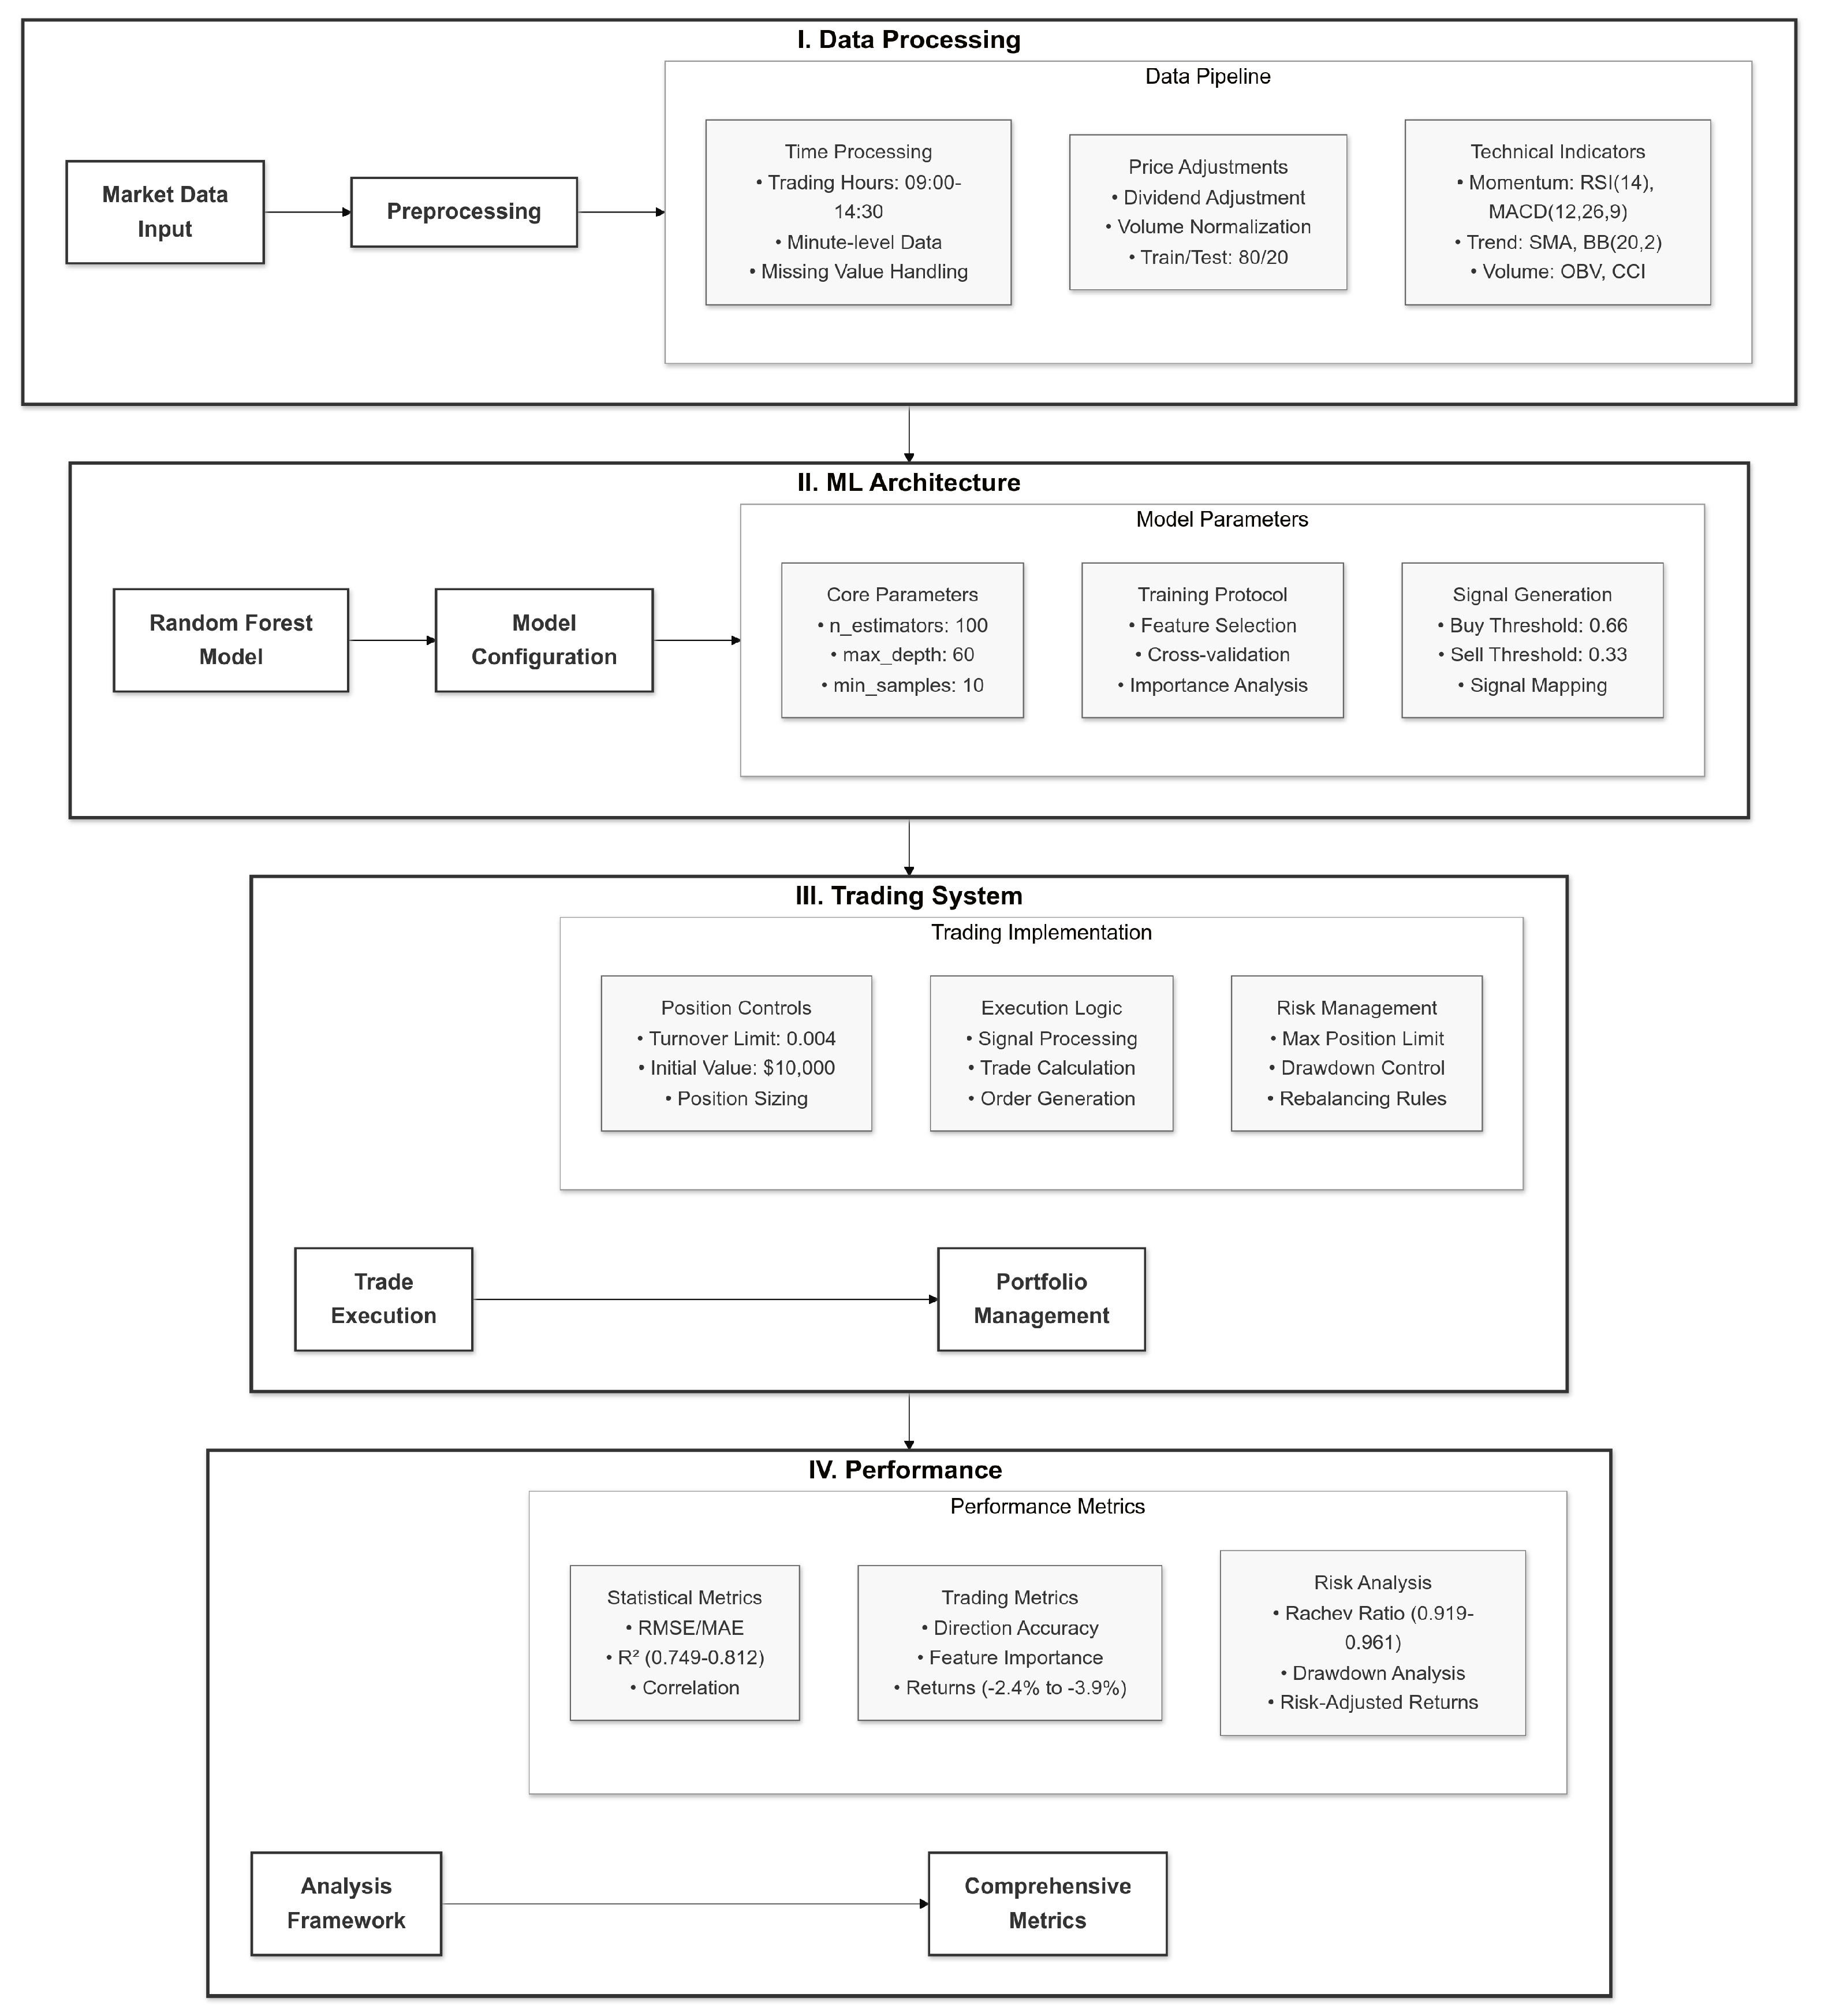 I. Data Processing
Data Pipeline
Market Data
Input
Preprocessing
Time Processing
• Trading Hours: 09:00-
14:30
• Minute-level Data
• Missing Value Handling
Price Adjustments
• Dividend Adjustment
• Volume Normalization
• Train/Test: 80/20
Technical Indicators
• Momentum: RSI(14),
MACD(12,26,9)
• Trend: SMA, BB(20,2)
• Volume: OBV, CCI
II. ML Architecture
Model Parameters
Random Forest
Model
Model
Configuration
Core Parameters
• n_estimators: 100
• max_depth: 60
• min_samples: 10
Training Protocol
• Feature Selection
• Cross-validation
• Importance Analysis
Signal Generation
• Buy Threshold: 0.66
• Sell Threshold: 0.33
• Signal Mapping
III. Trading System
Trading Implementation
Position Controls
• Turnover Limit: 0.004
• Initial Value: $10,000
• Position Sizing
Execution Logic
• Signal Processing
• Trade Calculation
• Order Generation
Risk Management
• Max Position Limit
• Drawdown Control
• Rebalancing Rules
Trade
Execution
Portfolio
Management
IV. Performance
Performance Metrics
Statistical Metrics
• RMSE/MAE
• R² (0.749-0.812)
• Correlation
Trading Metrics
• Direction Accuracy
• Feature Importance
• Returns (-2.4% to -3.9%)
Risk Analysis
• Rachev Ratio (0.919-
0.961)
• Drawdown Analysis
• Risk-Adjusted Returns
Analysis
Framework
Comprehensive
Metrics